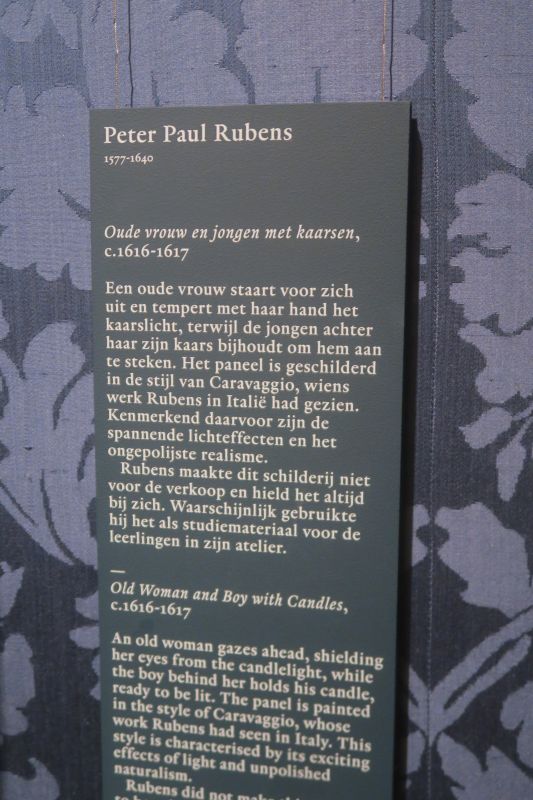 Peter Paul Rubens
1577-1640
Oude vrouw en jongen met kaarsen,
c.1616-1617
Een oude vrouw staart voor zich
uit en tempert met haar hand het
kaarslicht, terwijl de jongen achter
haar zijn kaars bijhoudt om hem aan
te steken. Het paneel is geschilderd
in de stijl van Caravaggio, wiens
werk Rubens in Italië had gezien.
Kenmerkend daarvoor zijn de
spannende lichteffecten en het
ongepolijste realisme.
Rubens maakte dit schilderij niet
voor de verkoop en hield het altijd
bij zich. Waarschijnlijk gebruikte
hij het als studiemateriaal voor de
leerlingen in zijn atelier.
—
Old Woman and Boy with Candles,
c.1616-1617
An old woman gazes ahead, shielding
her eyes from the candlelight, while
the boy behind her holds his candle,
ready to be lit. The panel is painted
in the style of Caravaggio, whose
work Rubens had seen in Italy. This
style is characterised by its exciting
effects of light and unpolished
naturalism.
Rubens did not make